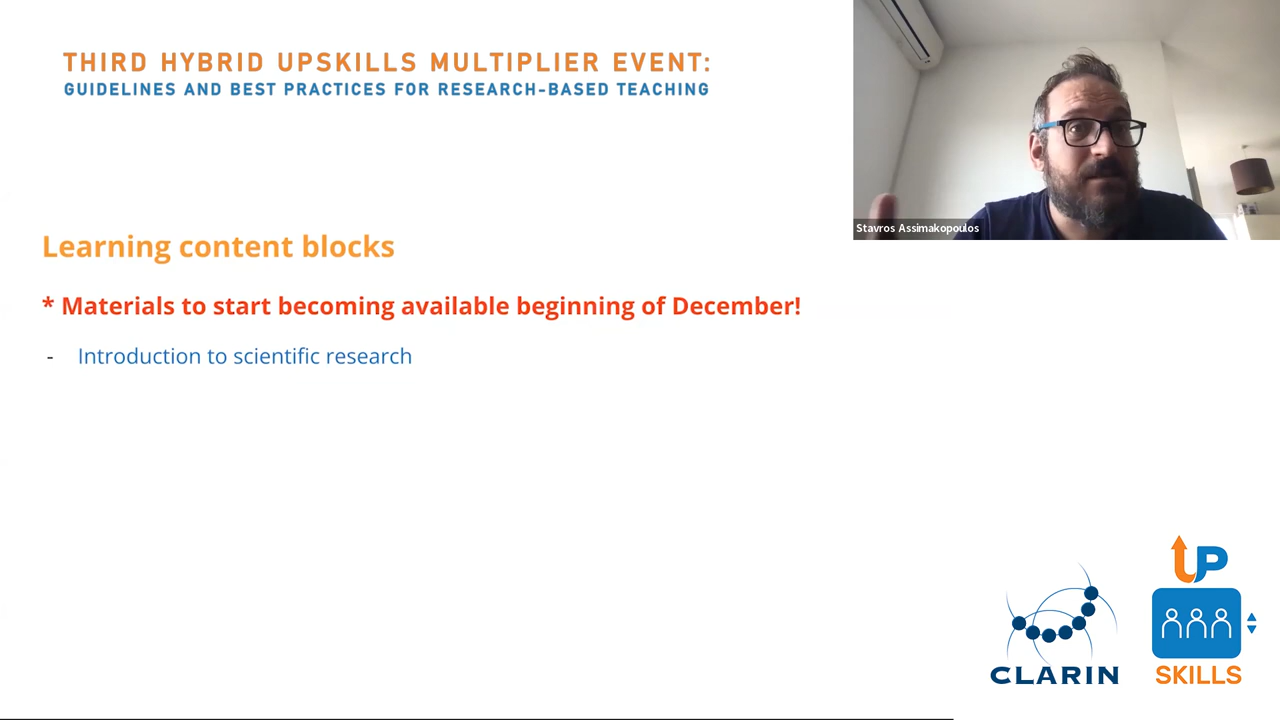 THIRD HYBRID UPSKILLS MULTIPLIER EVENT:
GUIDELINES AND BEST PRACTICES FOR RESEARCH-BASED TEACHING
Stavros Assimakopoulos
Learning content blocks
* Materials to start becoming available beginning of December!
- Introduction to scientific research
CLARIN
UP
SKILLS